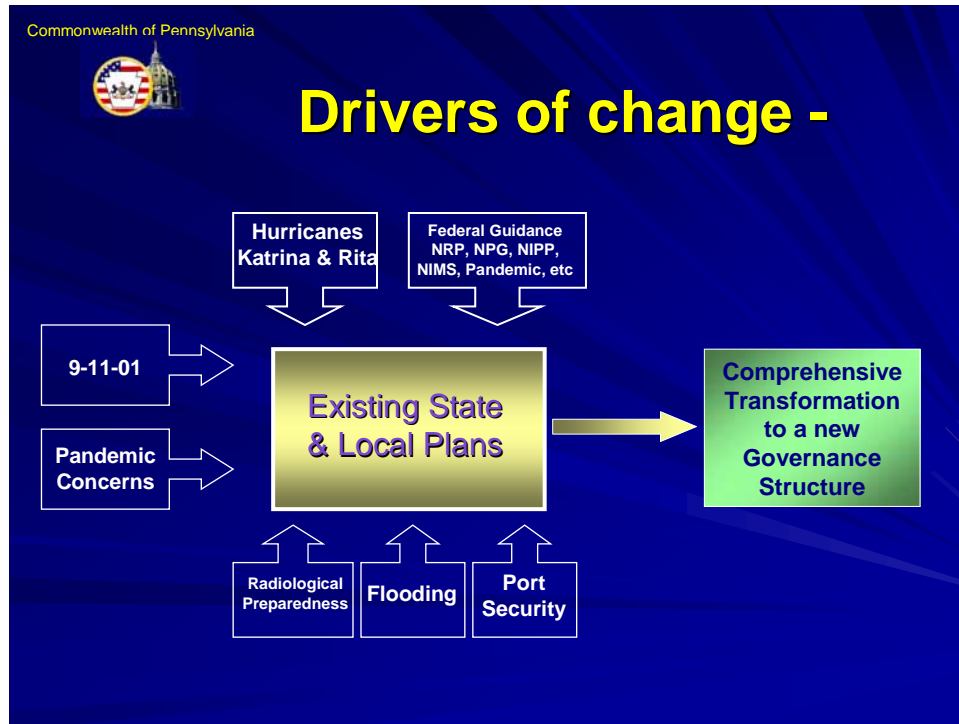 Commonwealth of Pennsylvania
Drivers of change -
Hurricanes
Katrina & Rita
Federal Guidance
NRP, NPG, NIPP,
NIMS, Pandemic, etc
9-11-01
Pandemic
Concerns
Existing State
& Local Plans
Comprehensive
Transformation
to a new
Governance
Structure
Radiological
Preparedness
Flooding
Port
Security